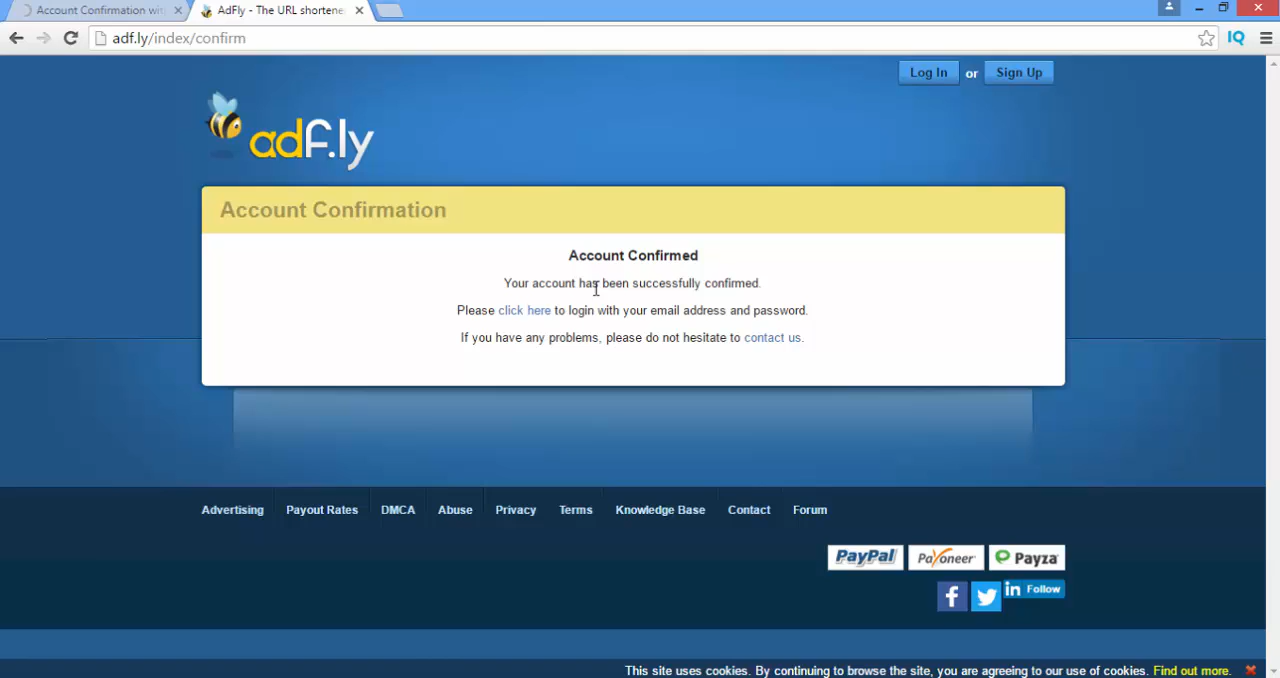 Account Confirmation wit
AdFly - The URL shortene
adf.ly/index/confirm
IQ
Log In or Sign Up
adf.ly
Account Confirmation
Account Confirmed
Your account has been successfully confirmed.
Please click here to login with your email address and password.
If you have any problems, please do not hesitate to contact us.
Advertising Payout Rates DMCA Abuse Privacy Terms Knowledge Base Contact Forum
PayPal Payoneer Payza
f in Follow
This site uses cookies. By continuing to browse the site, you are agreeing to our use of cookies. Find out more.